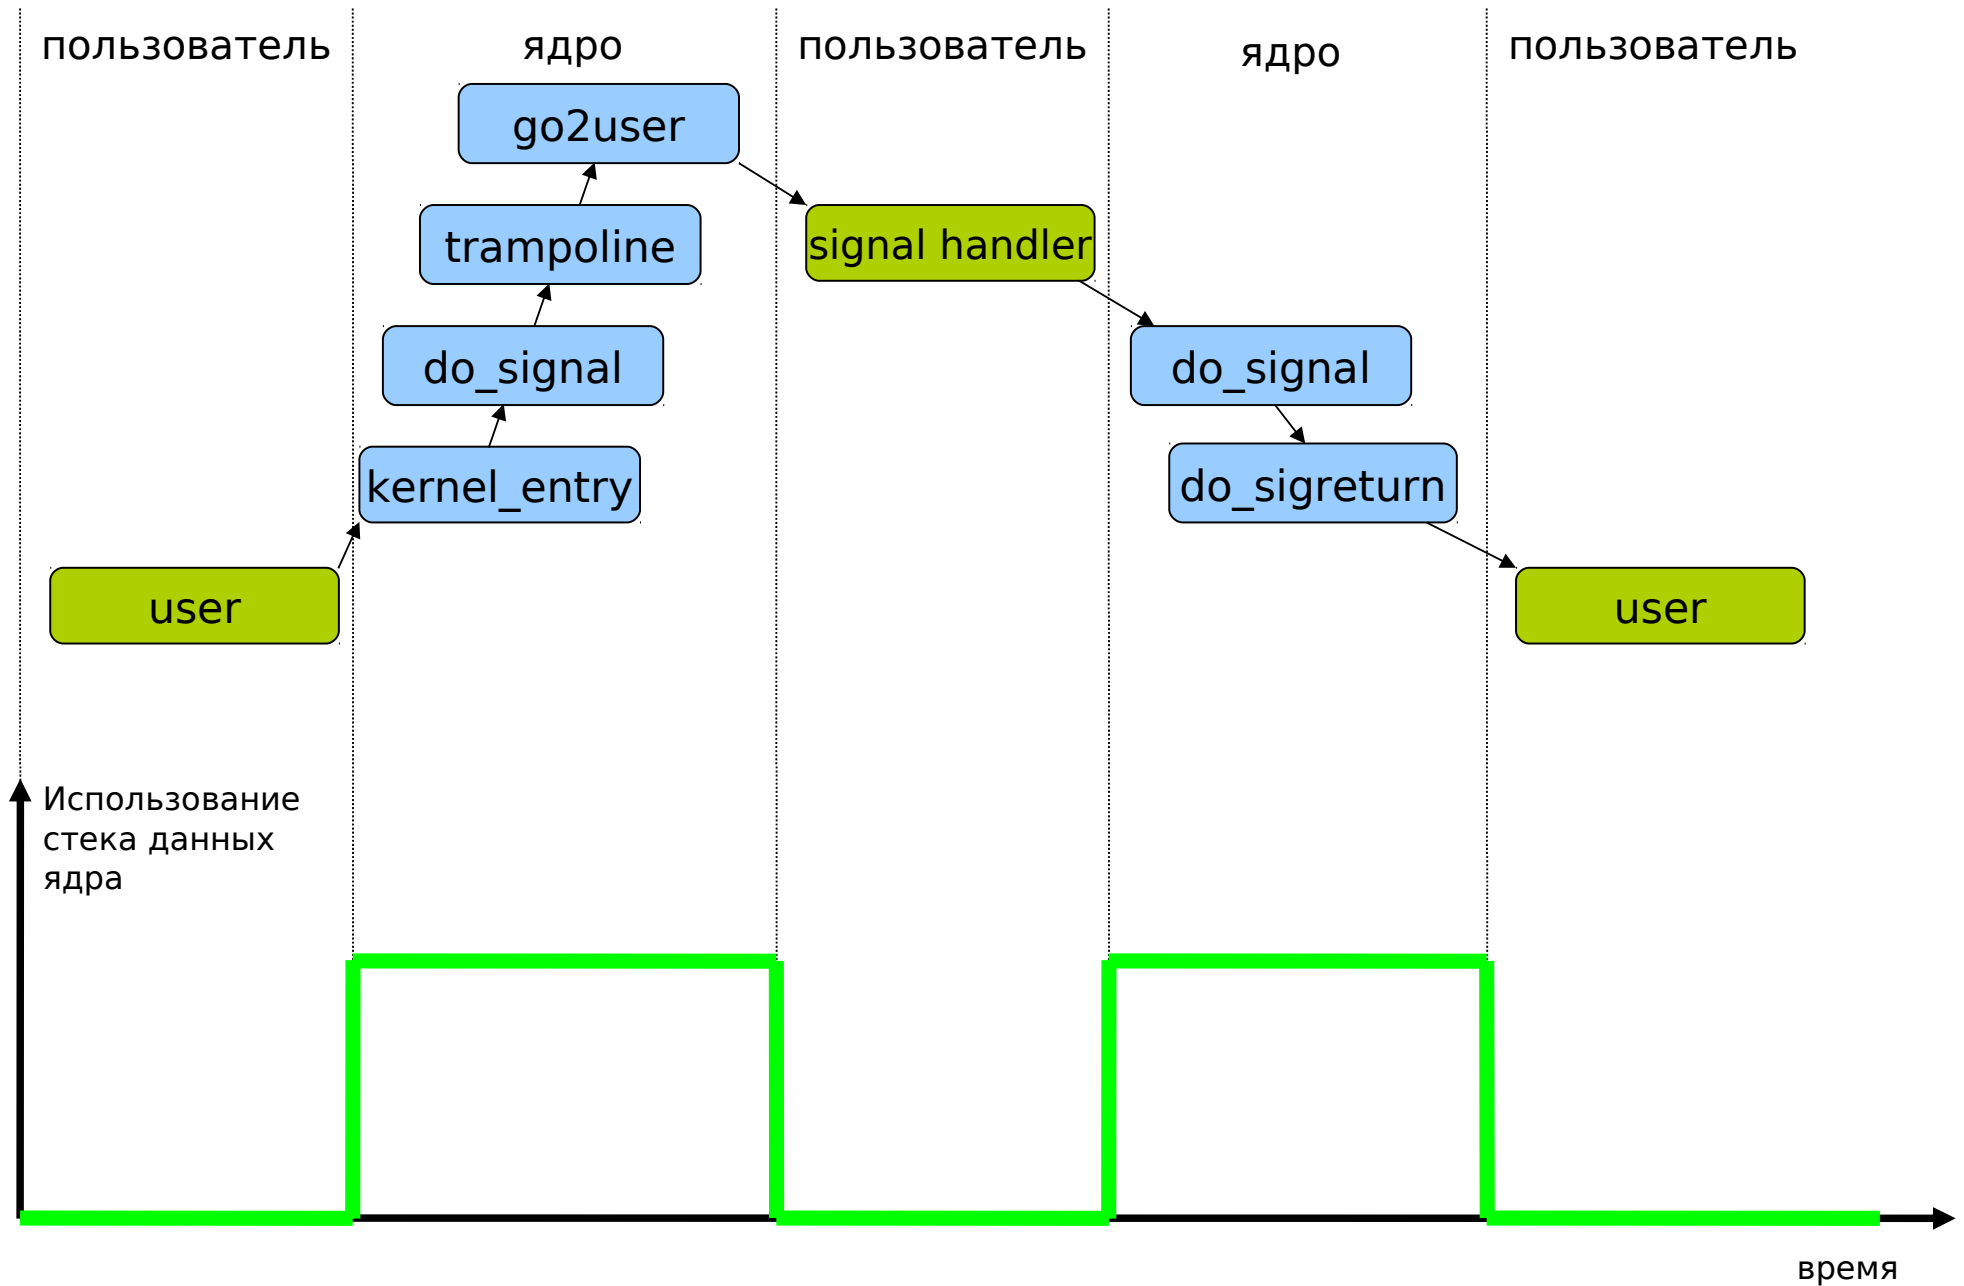 пользователь
ядро
пользователь
ядро
пользователь
go2user
trampoline
signal handler
do_signal
do_signal
kernel_entry
do_sigreturn
user
user
Использование
стека данных
ядра
время